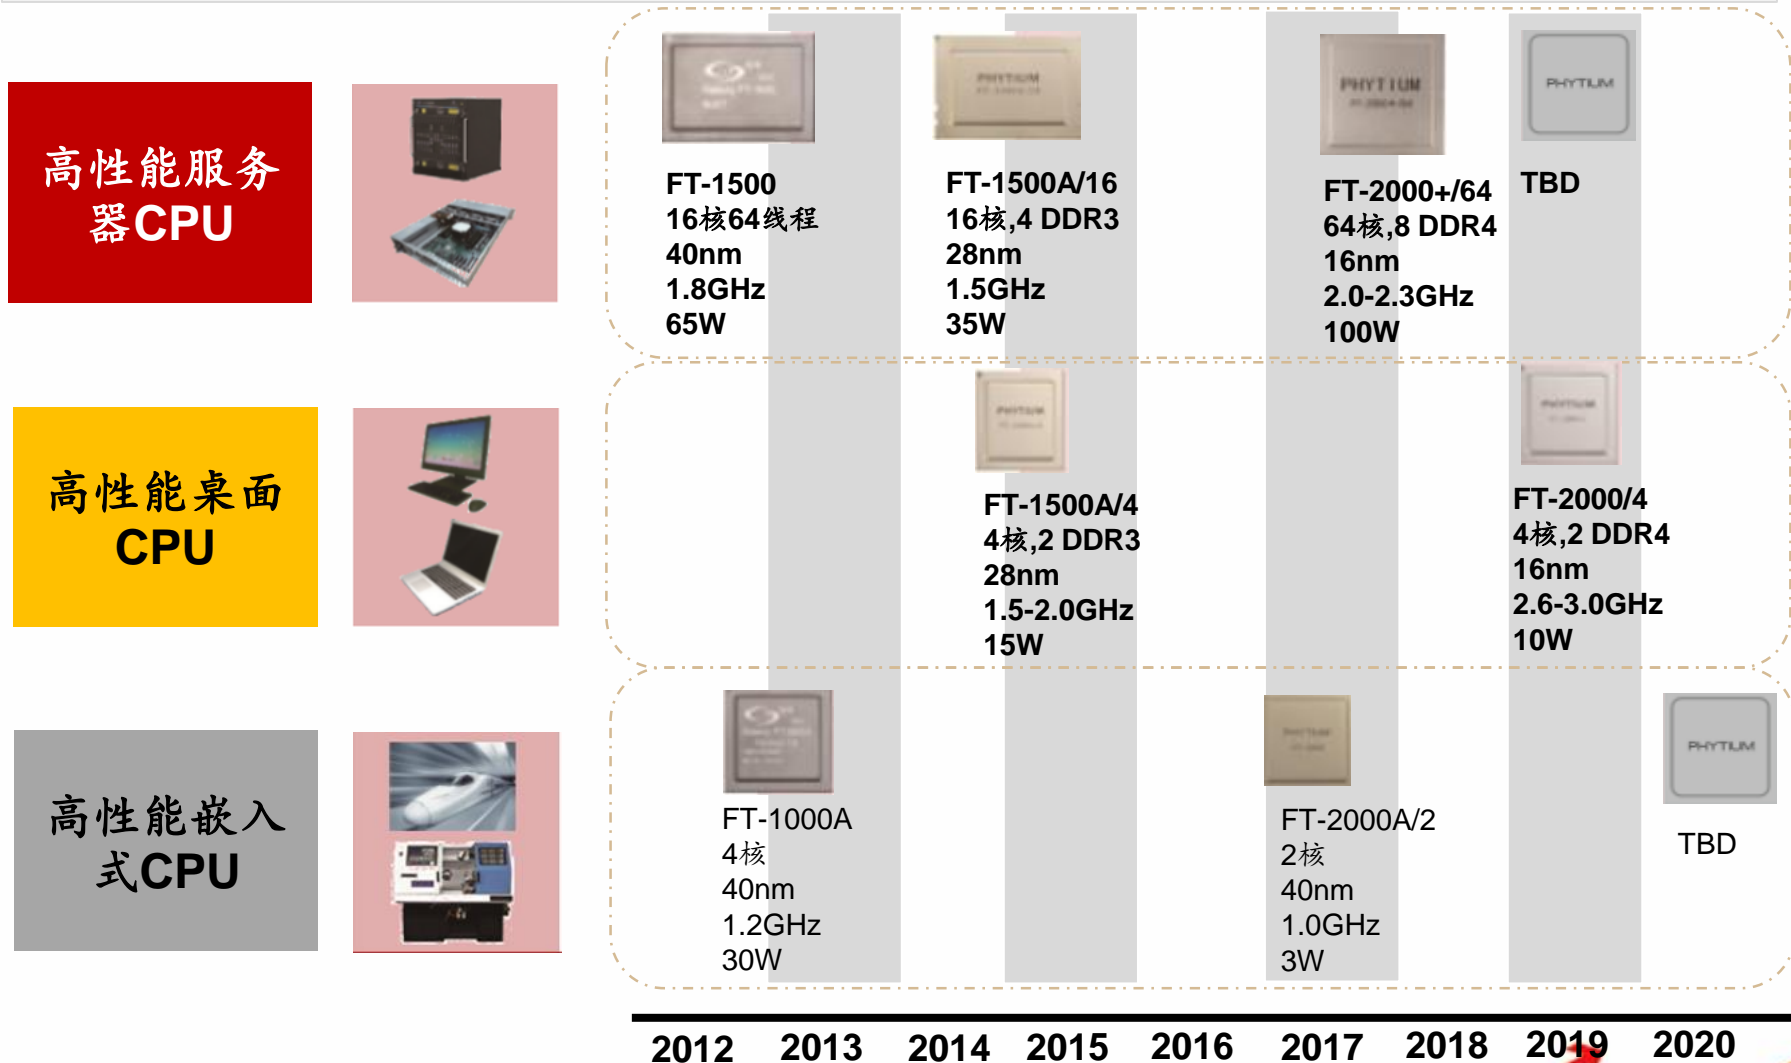 高性能服务
器CPU
PHYTIUM
PHYTIUM
PHYTIUM
FT-1500
16核64线程
40nm
1.8GHz
65W
FT-1500A/16
16核,4 DDR3
28nm
1.5GHz
35W
FT-2000+/64
64核,8 DDR4
16nm
2.0-2.3GHz
100W
TBD
高性能桌面
CPU
PHYTIUM
PHYTIUM
FT-1500A/4
4核,2 DDR3
28nm
1.5-2.0GHz
15W
FT-2000/4
4核,2 DDR4
16nm
2.6-3.0GHz
10W
高性能嵌入
式CPU
PHYTIUM
PHYTIUM
FT-1000A
4核
40nm
1.2GHz
30W
FT-2000A/2
2核
40nm
1.0GHz
3W
TBD
2012 2013 2014 2015 2016 2017 2018 2019 2020